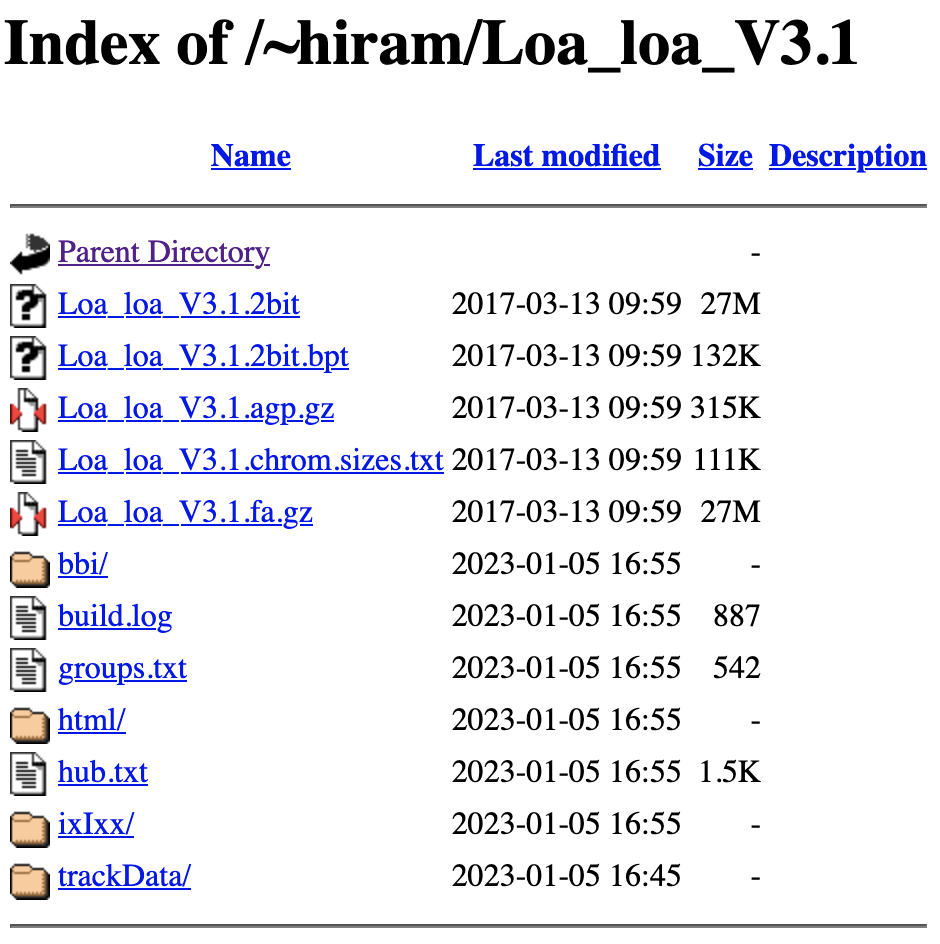 Index of /~hiram/Loa_loa_V3.1
Name Last modified Size Description
Parent Directory -
Loa_loa_V3.1.2bit 2017-03-13 09:59 27M
Loa_loa_V3.1.2bit.bpt 2017-03-13 09:59 132K
Loa_loa_V3.1.agp.gz 2017-03-13 09:59 315K
Loa_loa_V3.1.chrom.sizes.txt 2017-03-13 09:59 111K
Loa_loa_V3.1.fa.gz 2017-03-13 09:59 27M
bbi/ 2023-01-05 16:55 -
build.log 2023-01-05 16:55 887
groups.txt 2023-01-05 16:55 542
html/ 2023-01-05 16:55 -
hub.txt 2023-01-05 16:55 1.5K
ixIxx/ 2023-01-05 16:55 -
trackData/ 2023-01-05 16:45 -